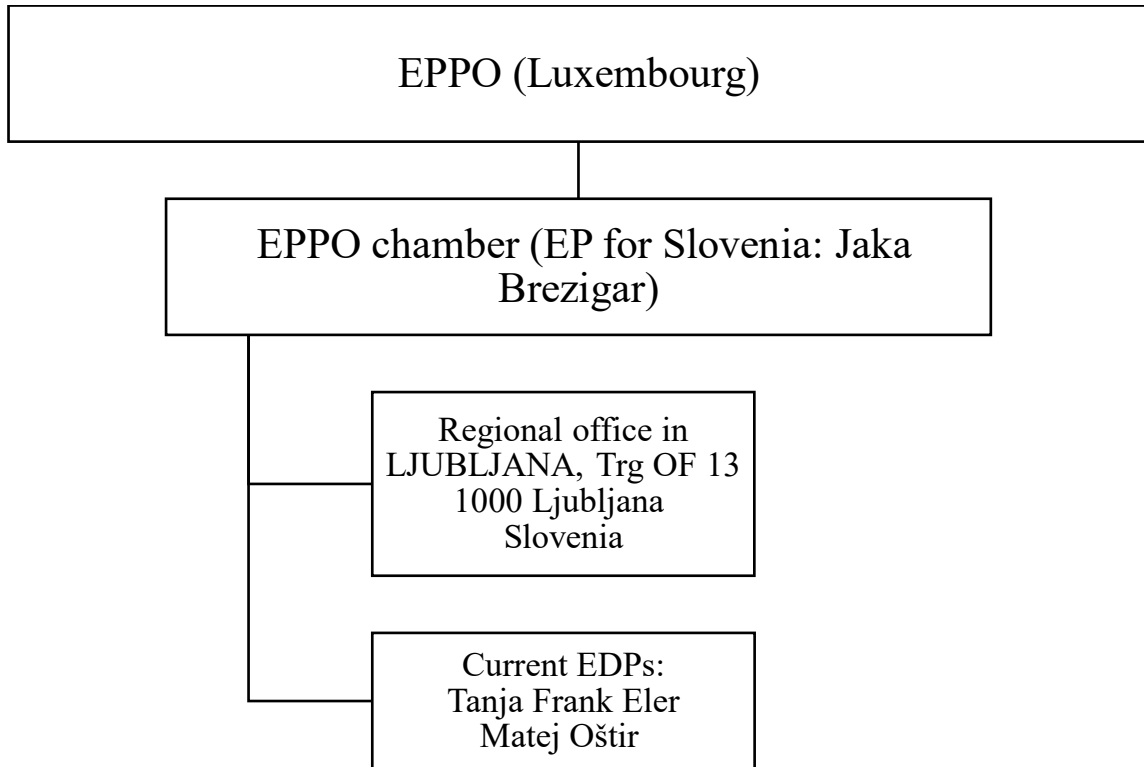 EPPO (Luxembourg)
EPPO chamber (EP for Slovenia: Jaka
Brezigar)
Regional office in
LJUBLJANA, Trg OF 13
1000 Ljubljana
Slovenia
Current EDPs:
Tanja Frank Eler
Matej Oštir